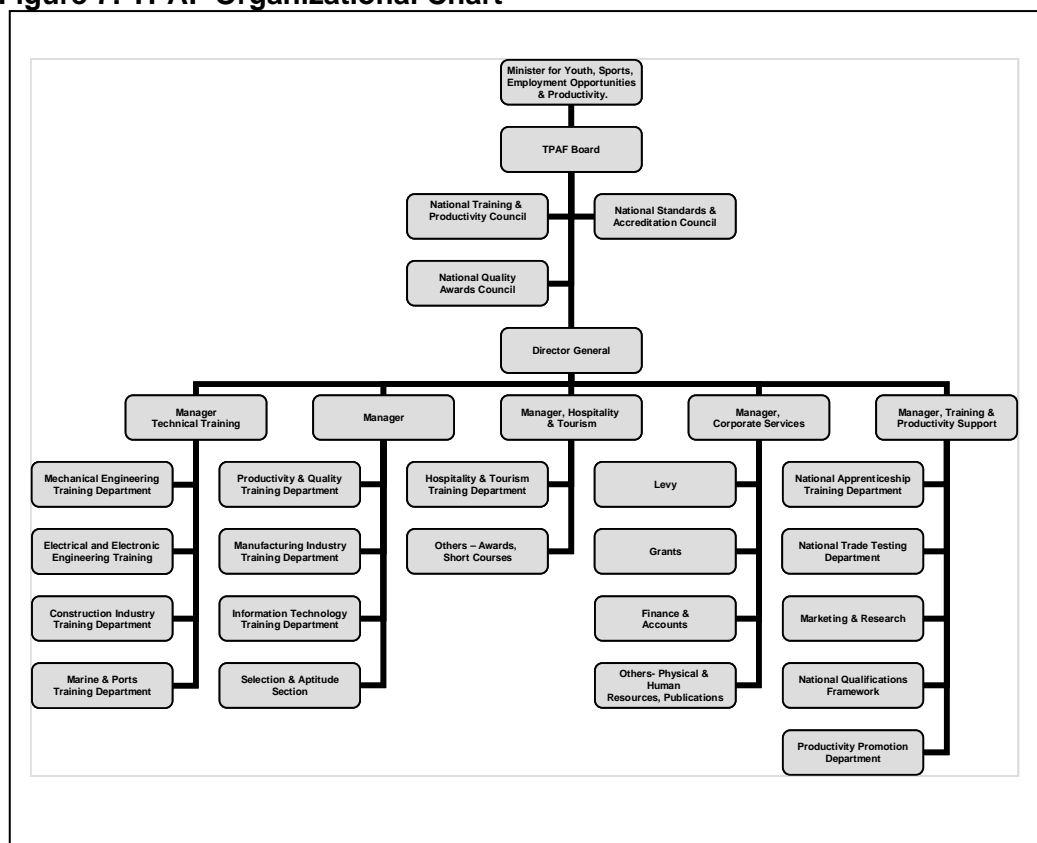 Figure 7: TPAF Organizational Chart
Minister for Youth, Sports,
Employment Opportunities
& Productivity.
TPAF Board
National Training &
Productivity Council
National Standards &
Accreditation Council
National Quality
Awards Council
Director General
Manager
Technical Training
Manager
Manager, Hospitality
& Tourism
Manager,
Corporate Services
Manager, Training &
Productivity Support
Mechanical Engineering
Training Department
Productivity & Quality
Training Department
Hospitality & Tourism
Training Department
Levy
National Apprenticeship
Training Department
Electrical and Electronic
Engineering Training
Manufacturing Industry
Training Department
Others – Awards,
Short Courses
Grants
National Trade Testing
Department
Construction Industry
Training Department
Information Technology
Training Department
Finance &
Accounts
Marketing & Research
Marine & Ports
Training Department
Selection & Aptitude
Section
Others- Physical &
Human
Resources, Publications
National Qualifications
Framework
Productivity Promotion
Department